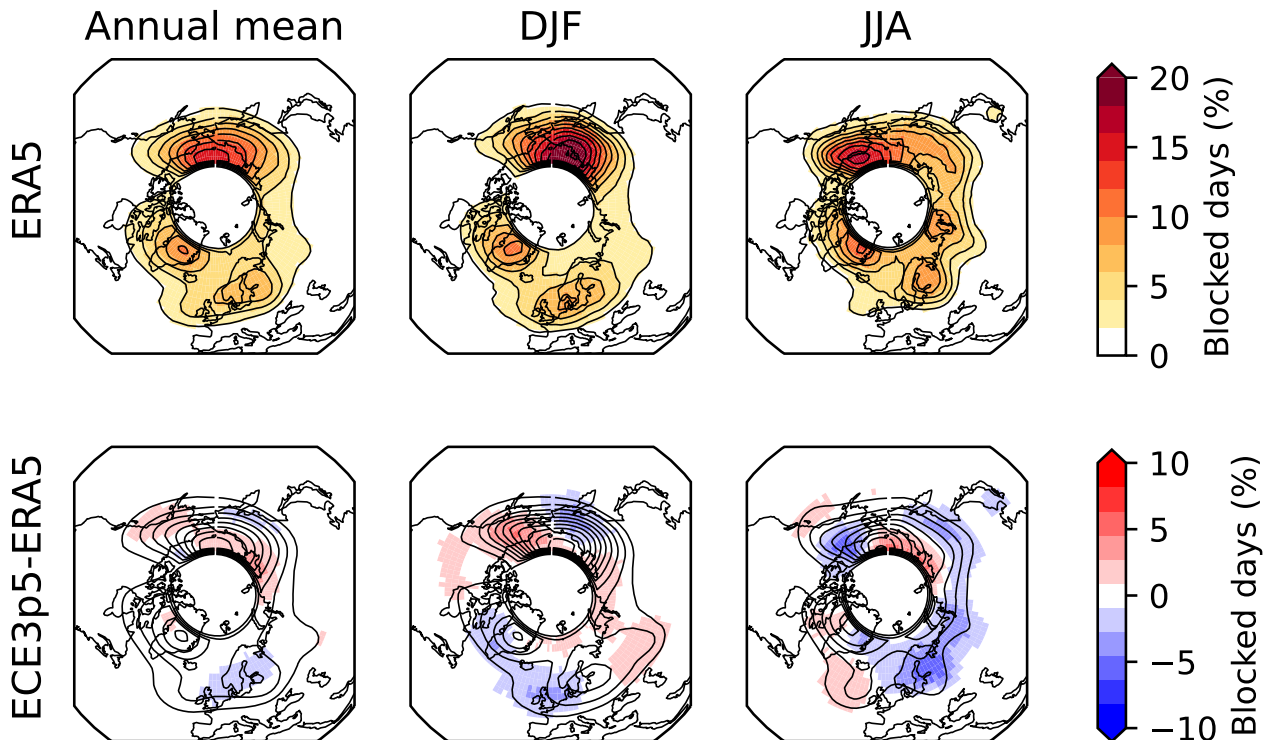 Annual mean
DJF
JJA
ERA5
20
15
10
5
0
Blocked days (%)
ECE3p5-ERA5
10
5
0
−5
−10
Blocked days (%)